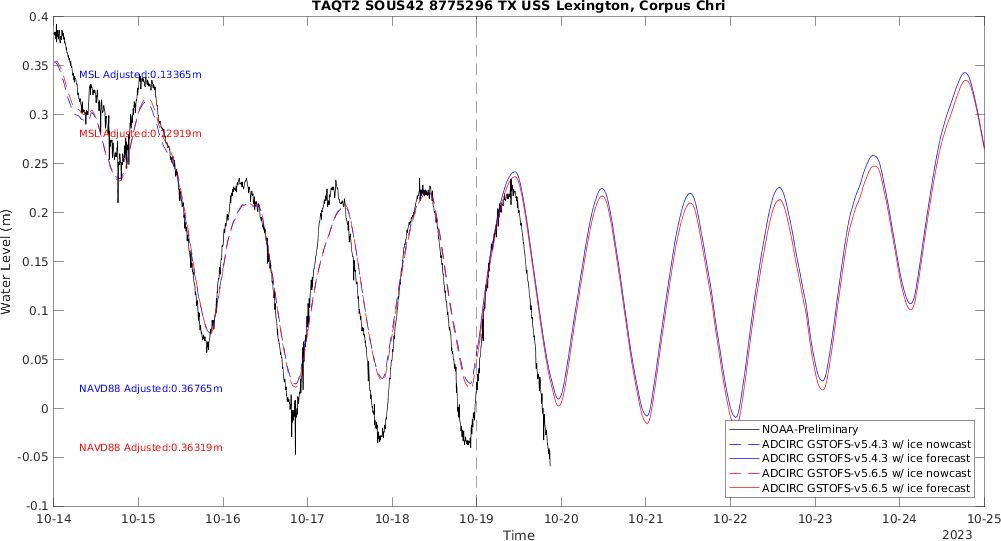 TAQT2 SOUS42 8775296 TX USS Lexington, Corpus Chri
0.4
0.35
0.3
0.25
0.2
0.15
0.1
0.05
0
-0.05
-0.1
Water Level (m)
MSL Adjusted:0.13365m
MSL Adjusted:0.12919m
NAVD88 Adjusted:0.36765m
NAVD88 Adjusted:0.36319m
NOAA-Preliminary
ADCIRC GSTOFS-v5.4.3 w/ ice nowcast
ADCIRC GSTOFS-v5.4.3 w/ ice forecast
ADCIRC GSTOFS-v5.6.5 w/ ice nowcast
ADCIRC GSTOFS-v5.6.5 w/ ice forecast
10-14 10-15 10-16 10-17 10-18 10-19 10-20 10-21 10-22 10-23 10-24 10-25
Time
2023